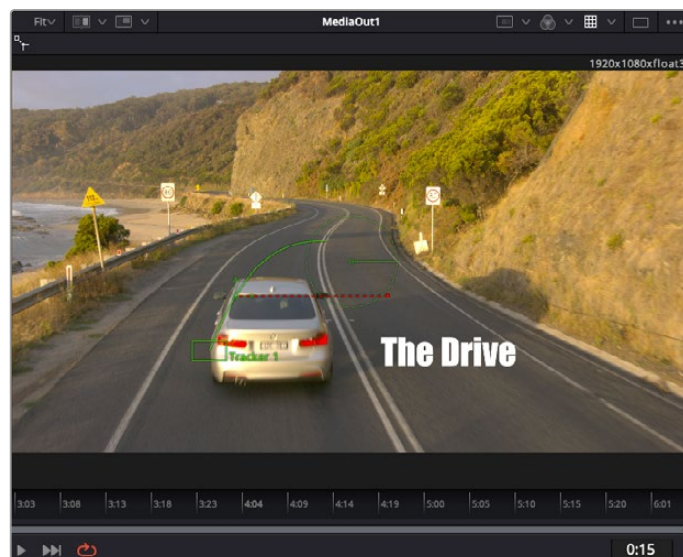 Fit
MediaOut1
1920x1080xfloat3
Tracker 1
The Drive
3:03 3:08 3:13 3:18 3:23 4:04 4:09 4:14 4:19 5:00 5:05 5:10 5:15 5:20 6:01
0:15